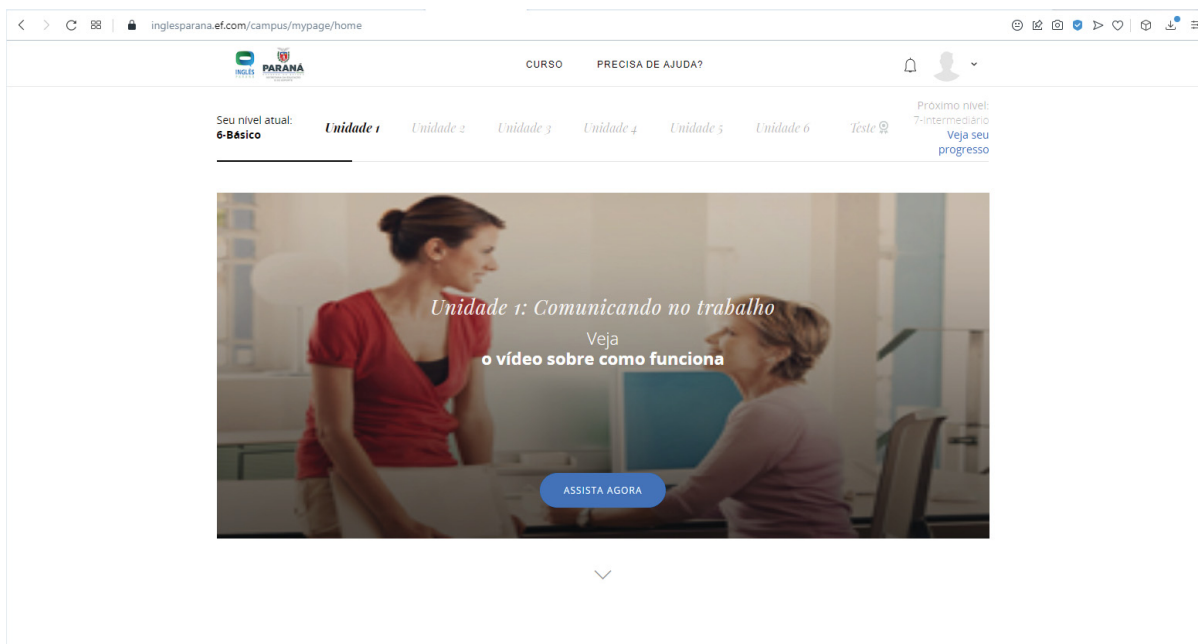 inglesparana.ef.com/campus/mypage/home
INGLÊS
PARANÁ
PARANÁ
CURSO
PRECISA DE AJUDA?
Seu nível atual:
6-Básico
Unidade 1
Unidade 2
Unidade 3
Unidade 4
Unidade 5
Unidade 6
Teste
Próximo nível:
7-Intermediário
Veja seu
progresso
Unidade 1: Comunicando no trabalho
Veja
o vídeo sobre como funciona
ASSISTA AGORA